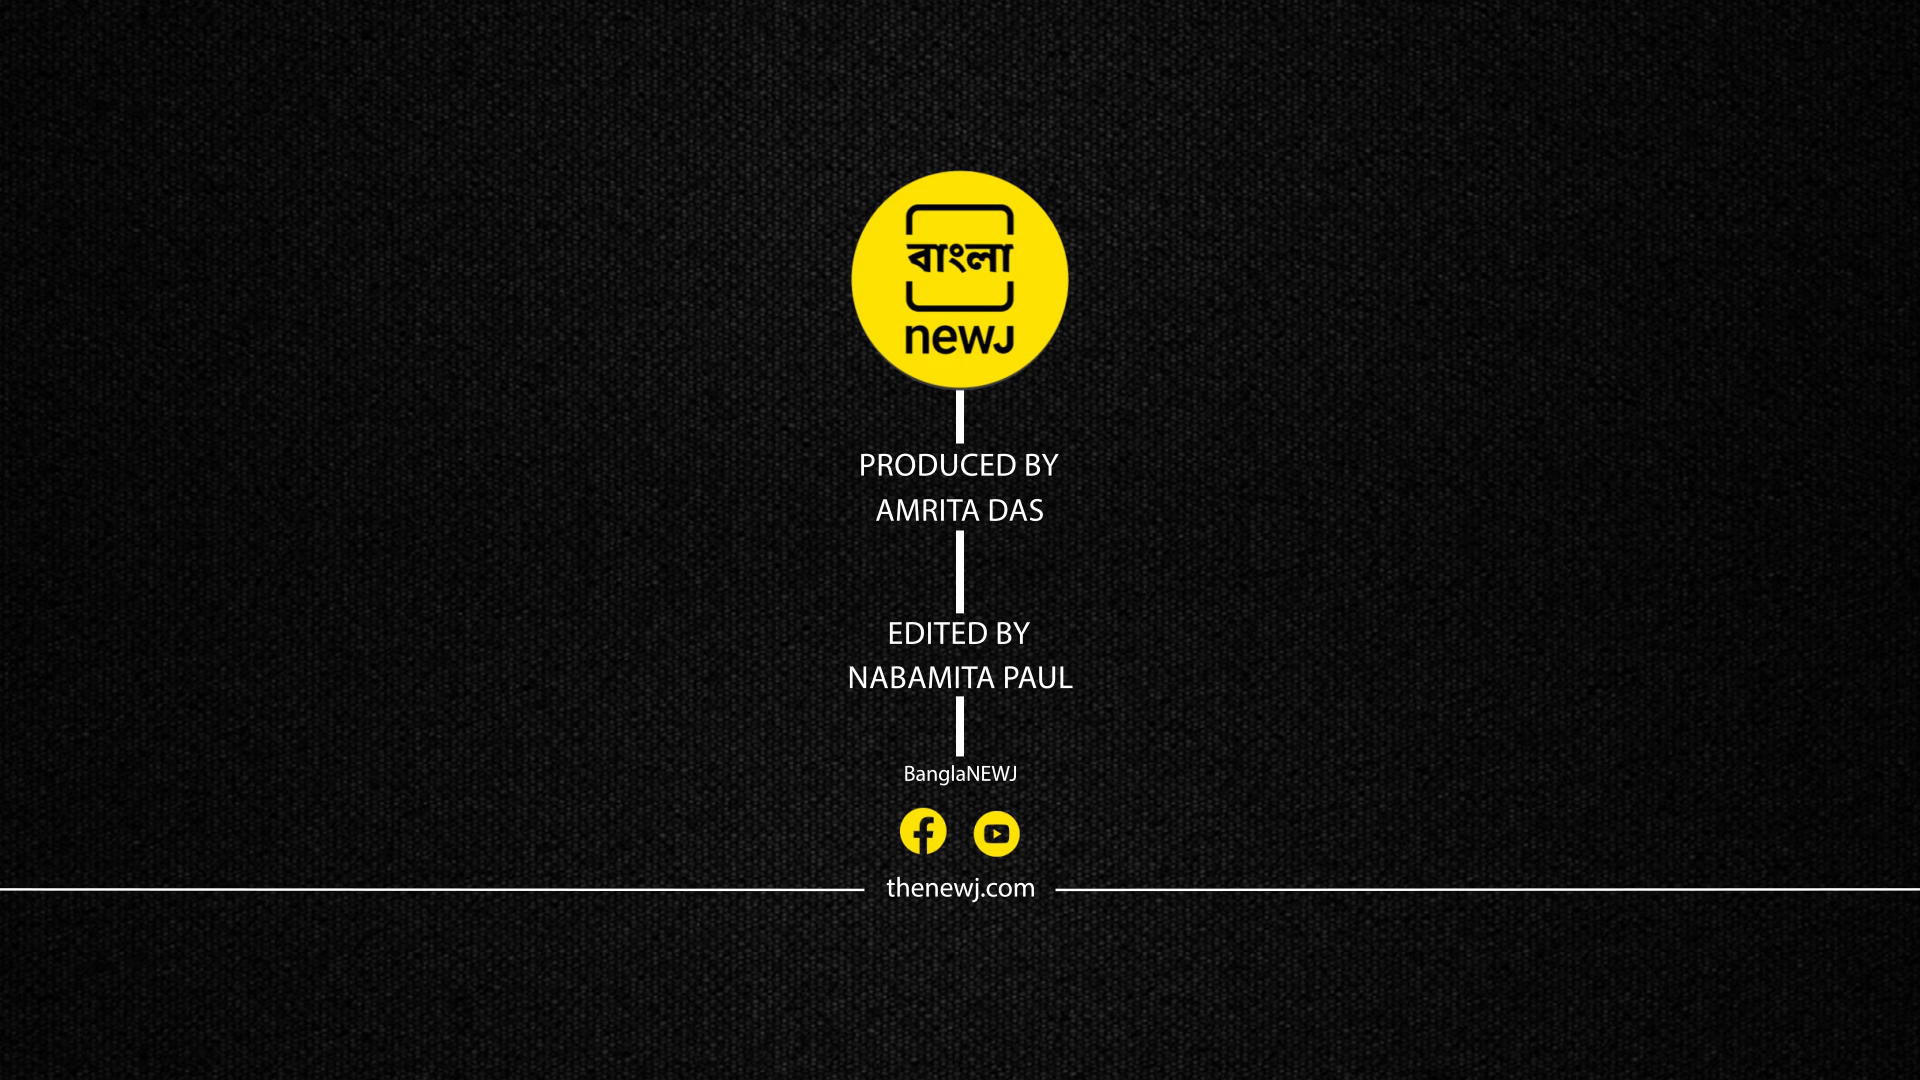 বাংলা
newJ
PRODUCED BY
AMRITA DAS
EDITED BY
NABAMITA PAUL
BanglaNEWJ
thenewj.com